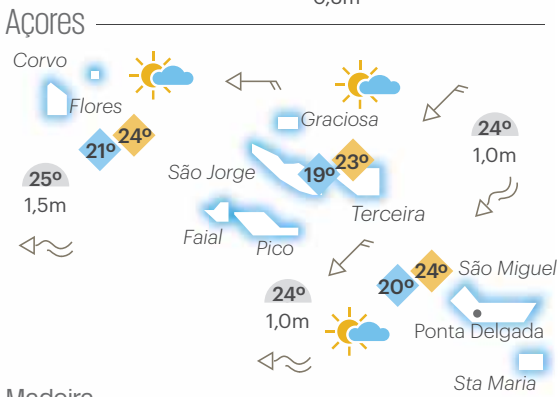 Açores
Corvo
Flores
21º 24º
25º
1,5m
Graciosa
São Jorge
19º 23º
Terceira
Faial
Pico
24º
1,0m
24º
1,0m
20º 24º
São Miguel
Ponta Delgada
Sta Maria